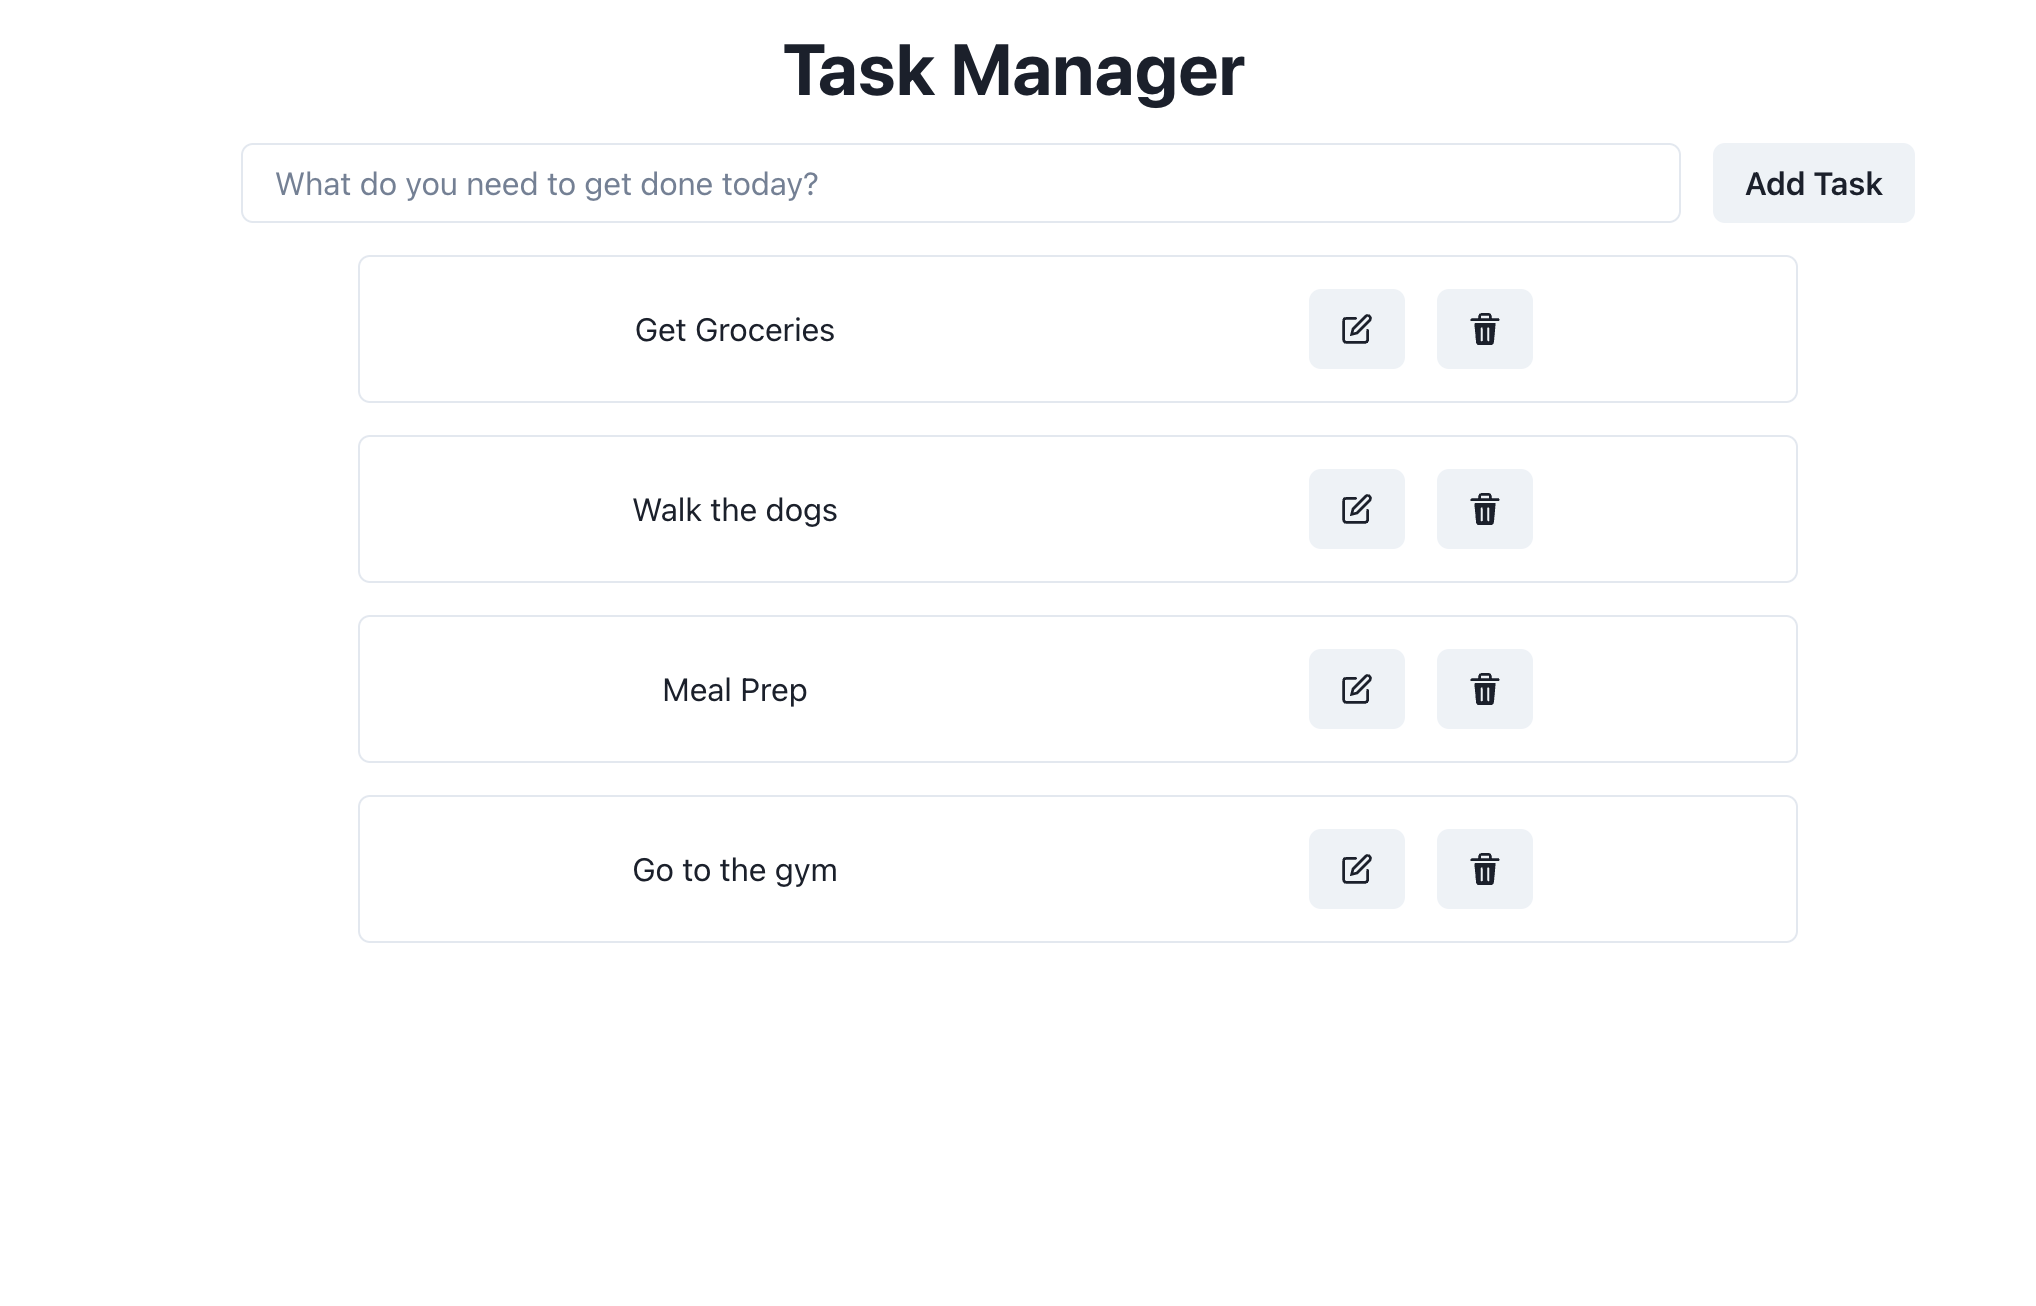 Task Manager
What do you need to get done today?
Add Task
Get Groceries
Walk the dogs
Meal Prep
Go to the gym